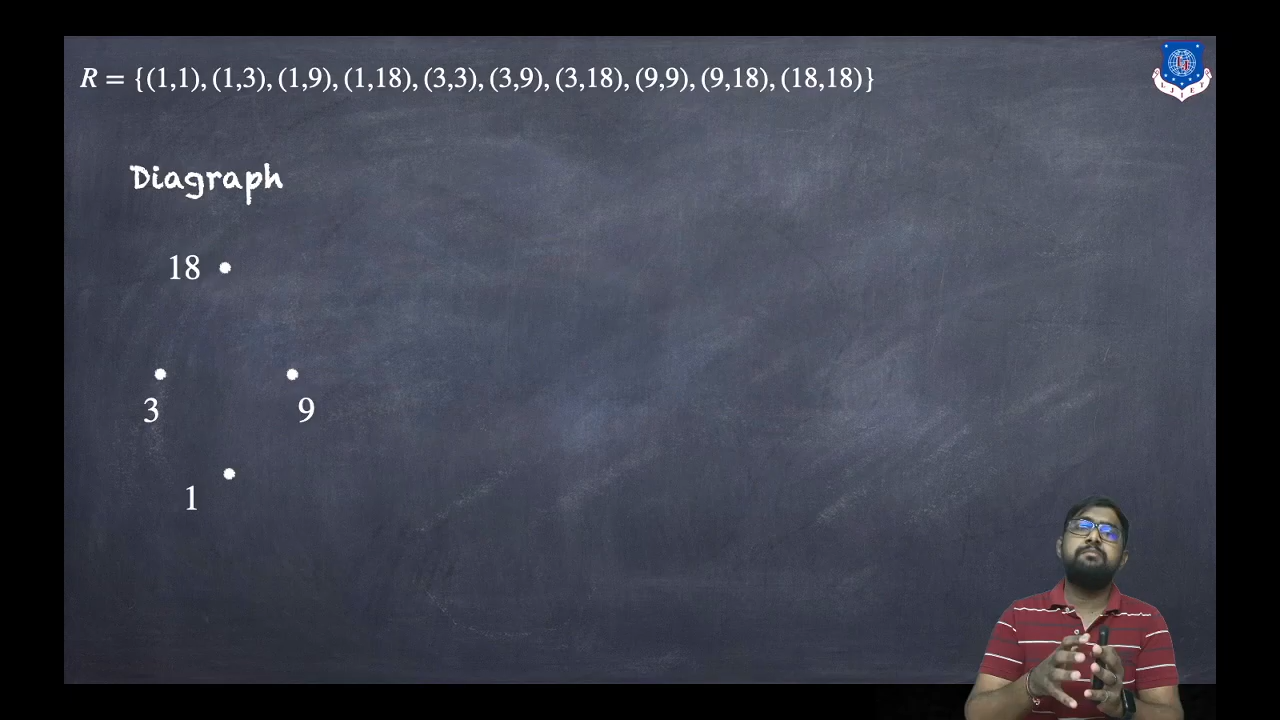 R = {(1,1), (1,3), (1,9), (1,18), (3,3), (3,9), (3,18), (9,9), (9,18), (18,18)}
Diagraph
18
3 9
1